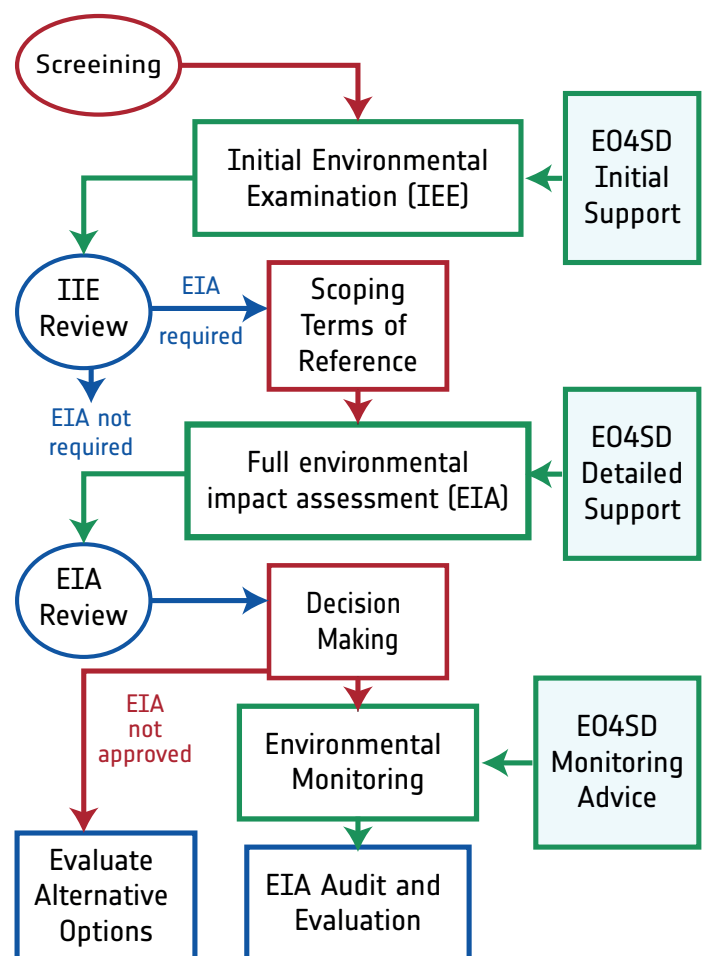 Screeining
Initial Environmental
Examination (IEE)
EO4SD
Initial
Support
IIE
Review
EIA
required
Scoping
Terms of
Reference
EIA not
required
Full environmental
impact assessment (EIA)
EO4SD
Detailed
Support
EIA
Review
Decision
Making
EIA
not
approved
Environmental
Monitoring
EO4SD
Monitoring
Advice
Evaluate
Alternative
Options
EIA Audit and
Evaluation